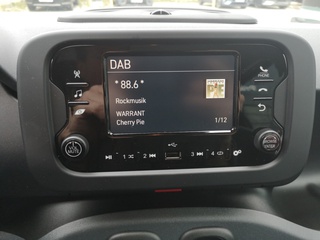 DAB
* 88.6 *
Rockmusik
WARRANT
Cherry Pie
1/12
PHONE
1 2 3 4